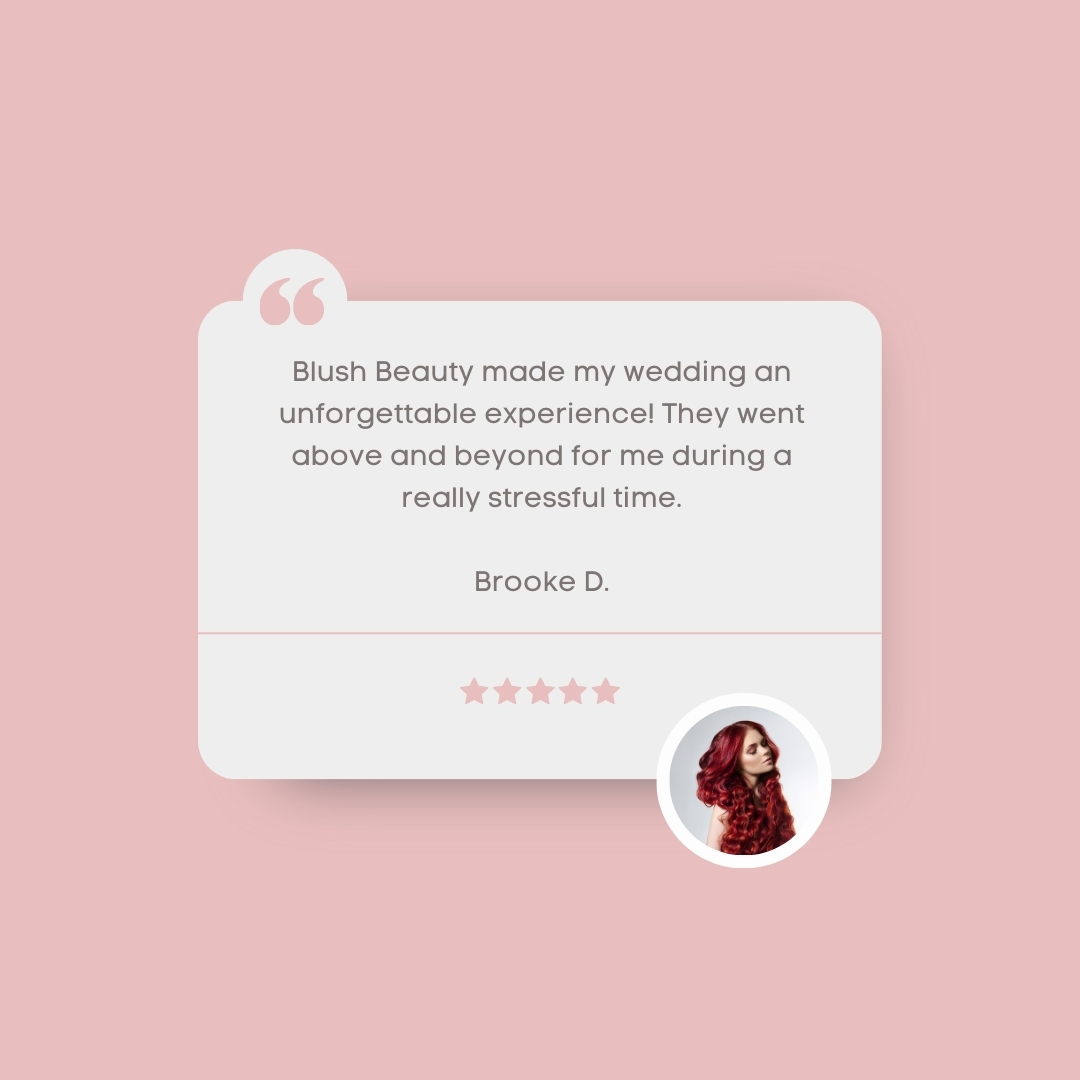 Blush Beauty made my wedding an
unforgettable experience! They went
above and beyond for me during a
really stressful time.
Brooke D.